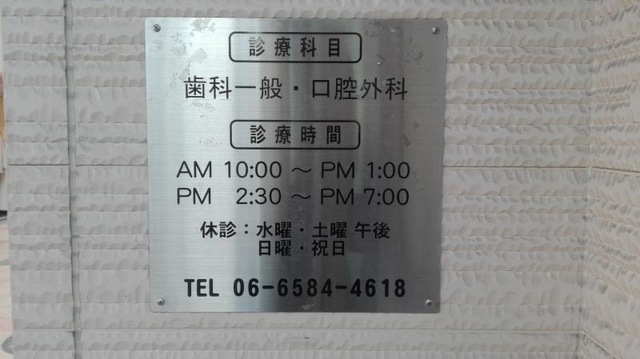 診療科目
歯科一般・口腔外科
診療時間
AM 10:00 ～ PM 1:00
PM 2:30 ～ PM 7:00
休診：水曜・土曜 午後
日曜・祝日
TEL 06-6584-4618